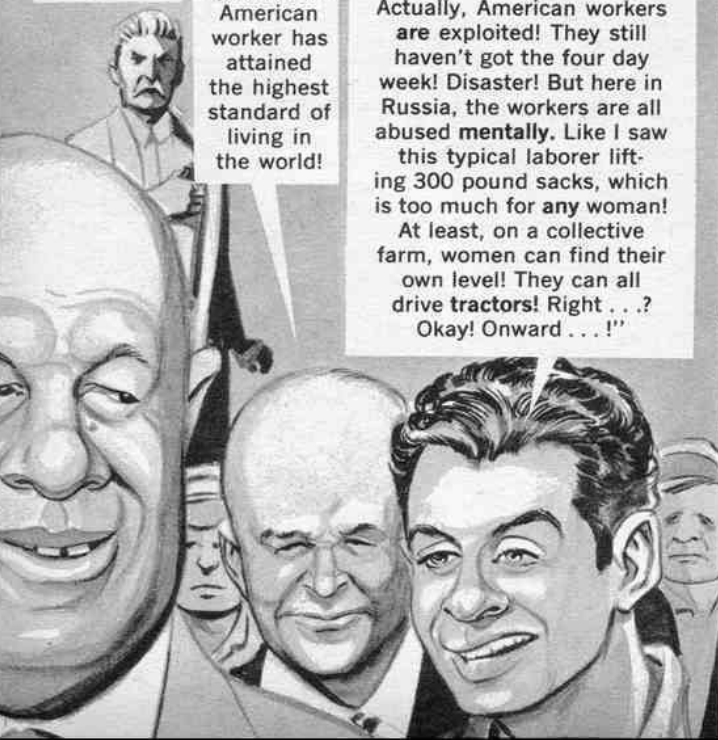 American
worker has
attained
the highest
standard of
living in
the world!
Actually, American workers
are exploited! They still
haven't got the four day
week! Disaster! But here in
Russia, the workers are all
abused mentally. Like I saw
this typical laborer lift-
ing 300 pound sacks, which
is too much for any woman!
At least, on a collective
farm, women can find their
own level! They can all
drive tractors! Right . . .?
Okay! Onward . . . !”